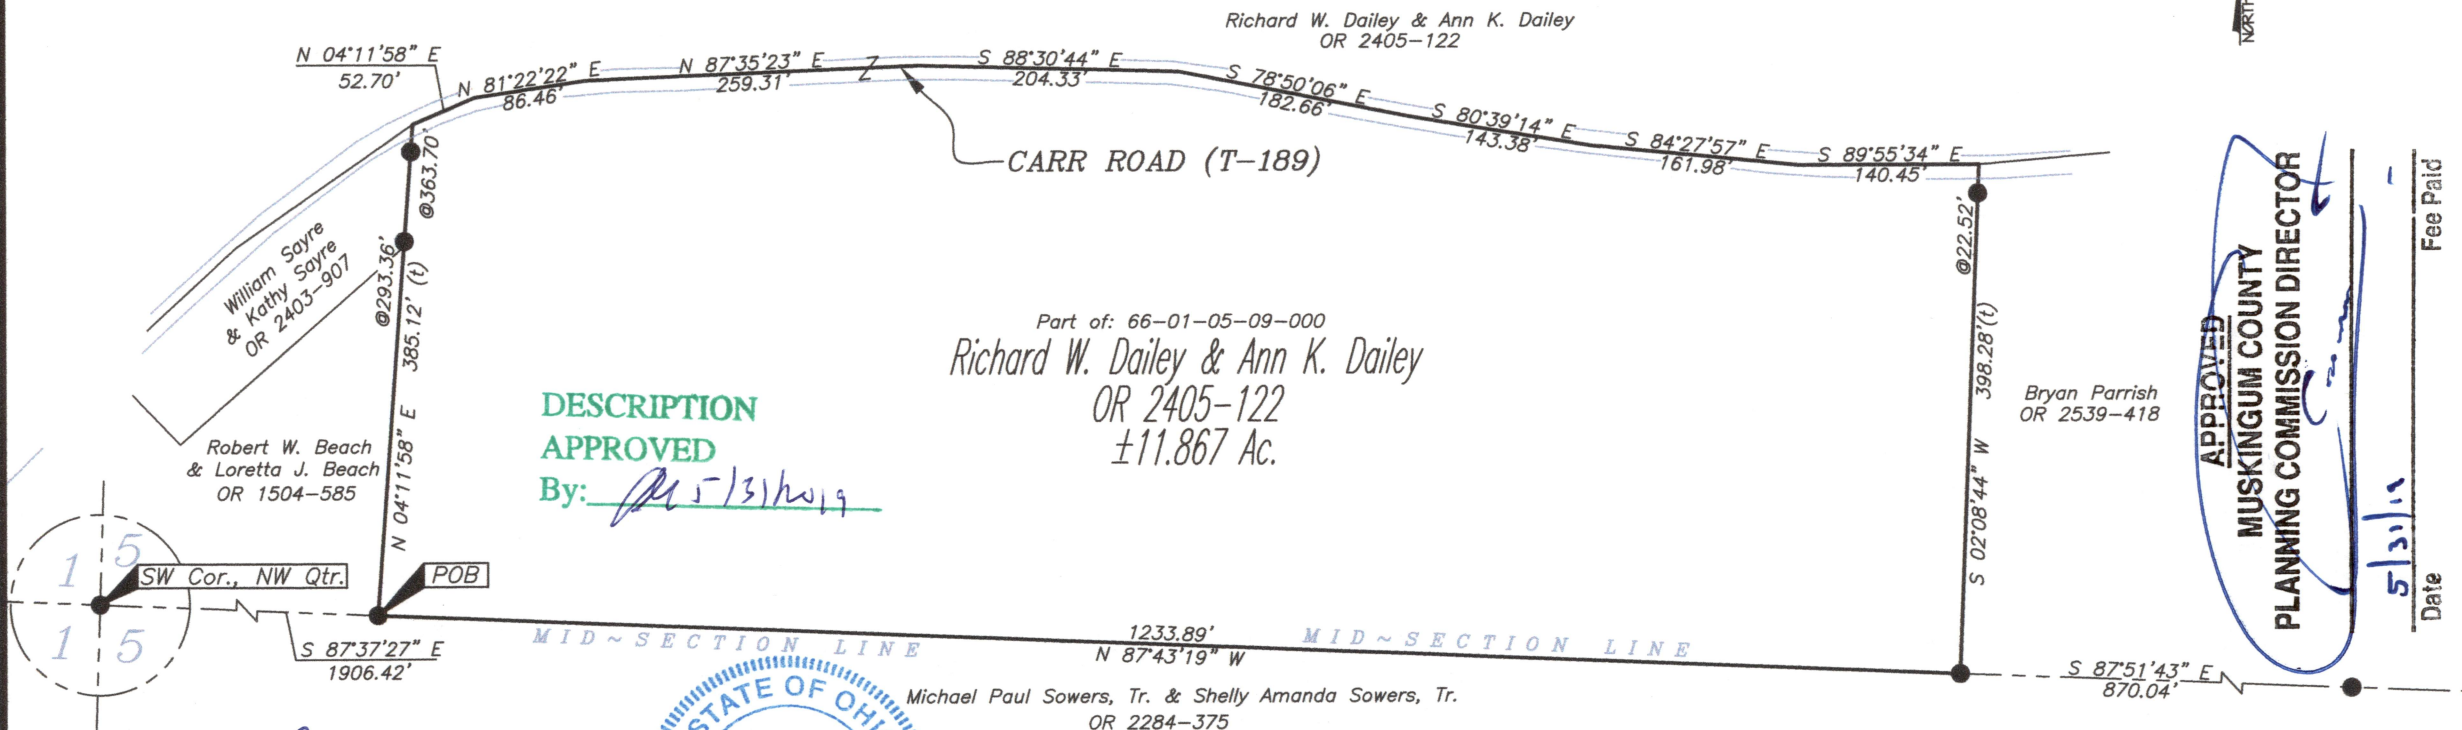 Richard W. Dailey & Ann K. Dailey
OR 2405-122
NORTH
N 04°11'58" E
52.70'
N 81°22'22" E
86.46'
N 87°35'23" E
259.31'
Z
S 88°30'44" E
204.33'
S 78°50'06" E
182.66'
S 80°39'14" E
143.38'
S 84°27'57" E
161.98'
S 89°55'34" E
140.45'
CARR ROAD (T-189)
@363.70'
@293.36'
N 04°11'58" E 385.12' (t)
William Sayre
& Kathy Sayre
OR 2403-907
Robert W. Beach
& Loretta J. Beach
OR 1504-585
Part of: 66-01-05-09-000
Richard W. Dailey & Ann K. Dailey
OR 2405-122
±11.867 Ac.
DESCRIPTION
APPROVED
By: 5/31/2019
@22.52'
S 02°08'44" W 398.28'(t)
Bryan Parrish
OR 2539-418
APPROVED
MUSKINGUM COUNTY
PLANNING COMMISSION DIRECTOR
5/31/19 -
Date Fee Paid
1 5
SW Cor., NW Qtr.
POB
1 5
S 87°37'27" E
1906.42'
MID~SECTION LINE
1233.89'
N 87°43'19" W
MID~SECTION LINE
S 87°51'43" E
870.04'
STATE OF OHI
Michael Paul Sowers, Tr. & Shelly Amanda Sowers, Tr.
OR 2284-375